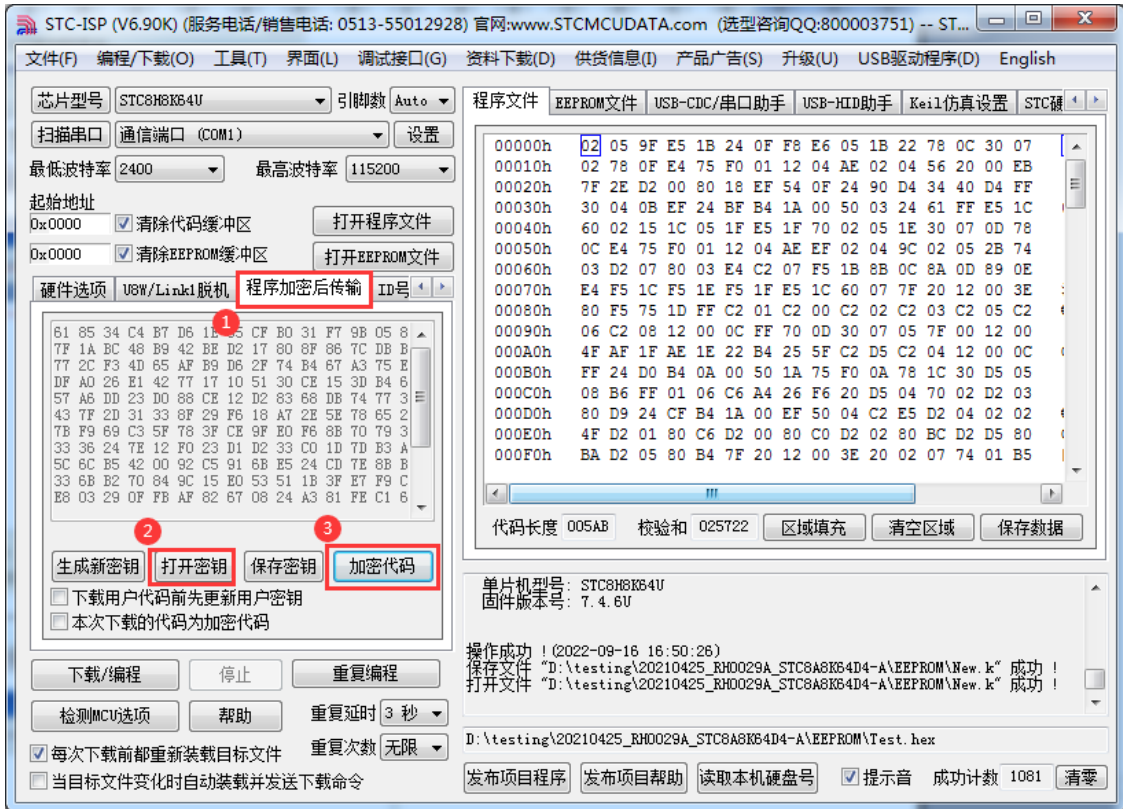 STC-ISP (V6.90K) (服务电话/销售电话: 0513-55012928) 官网:www.STCMCUDATA.com (选型咨询QQ:800003751) -- ST...
文件(F) 编程/下载(O) 工具(T) 界面(L) 调试接口(G) 资料下载(D) 供货信息(I) 产品广告(S) 升级(U) USB驱动程序(D) English
芯片型号 STC8H8K64U 引脚数 Auto
扫描串口 通信端口 (COM1) 设置
最低波特率 2400 最高波特率 115200
起始地址
0x0000 清除代码缓冲区 打开程序文件
0x0000 清除EEPROM缓冲区 打开EEPROM文件
硬件选项 U8W/Link1脱机 程序加密后传输 ID号
1
61 85 34 C4 B7 D6 CF B0 31 F7 9B 05 8
7F 1A BC 48 B9 42 BE D2 17 80 8F 86 7C DB B
77 2C F3 4D 65 AF B9 D6 2F 74 B4 67 A3 75 E
DF A0 26 E1 42 77 17 10 51 30 CE 15 3D B4 6
57 A6 DD 23 D0 88 CE 12 D2 83 68 DB 74 77 3
43 7F 2D 31 33 8F 29 F6 18 A7 2E 5E 78 65 2
7B F9 69 C3 5F 78 3F CE 9F E0 F6 8B 70 79 3
33 36 24 7E 12 F0 23 D1 D2 33 C0 1D 7D B3 A
5C 6C B5 42 00 92 C5 91 6B E5 24 CD 7E 8B B
33 6B B2 70 84 9C 15 E0 53 51 1B 3F E7 F9 C
E8 03 29 0F FB AF 82 67 08 24 A3 81 FE C1 6
2 3
生成新密钥 打开密钥 保存密钥 加密代码
下载用户代码前先更新用户密钥
本次下载的代码为加密代码
下载/编程 停止 重复编程
检测MCU选项 帮助 重复延时 3 秒
每次下载前都重新装载目标文件 重复次数 无限
当目标文件变化时自动装载并发送下载命令
程序文件 EEPROM文件 USB-CDC/串口助手 USB-HID助手 Keil仿真设置 STC硬
00000h 02 05 9F E5 1B 24 0F F8 E6 05 1B 22 78 0C 30 07
00010h 02 78 0F E4 75 F0 01 12 04 AE 02 04 56 20 00 EB
00020h 7F 2E D2 00 80 18 EF 54 0F 24 90 D4 34 40 D4 FF
00030h 30 04 0B EF 24 BF B4 1A 00 50 03 24 61 FF E5 1C
00040h 60 02 15 1C 05 1F E5 1F 70 02 05 1E 30 07 0D 78
00050h 0C E4 75 F0 01 12 04 AE EF 02 04 9C 02 05 2B 74
00060h 03 D2 07 80 03 E4 C2 07 F5 1B 8B 0C 8A 0D 89 0E
00070h E4 F5 1C F5 1E F5 1F E5 1C 60 07 7F 20 12 00 3E
00080h 80 F5 75 1D FF C2 01 C2 00 C2 02 C2 03 C2 05 C2
00090h 06 C2 08 12 00 0C FF 70 0D 30 07 05 7F 00 12 00
000A0h 4F AF 1F AE 1E 22 B4 25 5F C2 D5 C2 04 12 00 0C
000B0h FF 24 D0 B4 0A 00 50 1A 75 F0 0A 78 1C 30 D5 05
000C0h 08 B6 FF 01 06 C6 A4 26 F6 20 D5 04 70 02 D2 03
000D0h 80 D9 24 CF B4 1A 00 EF 50 04 C2 E5 D2 04 02 02
000E0h 4F D2 01 80 C6 D2 00 80 C0 D2 02 80 BC D2 D5 80
000F0h BA D2 05 80 B4 7F 20 12 00 3E 20 02 07 74 01 B5
代码长度 005AB 校验和 025722 区域填充 清空区域 保存数据
单片机型号: STC8H8K64U
固件版本号: 7.4.6U
操作成功 !(2022-09-16 16:50:26)
保存文件 "D:\testing\20210425_RH0029A_STC8A8K64D4-A\EEPROM\New.k" 成功 !
打开文件 "D:\testing\20210425_RH0029A_STC8A8K64D4-A\EEPROM\New.k" 成功 !
D:\testing\20210425_RH0029A_STC8A8K64D4-A\EEPROM\Test.hex
发布项目程序 发布项目帮助 读取本机硬盘号 提示音 成功计数 1081 清零